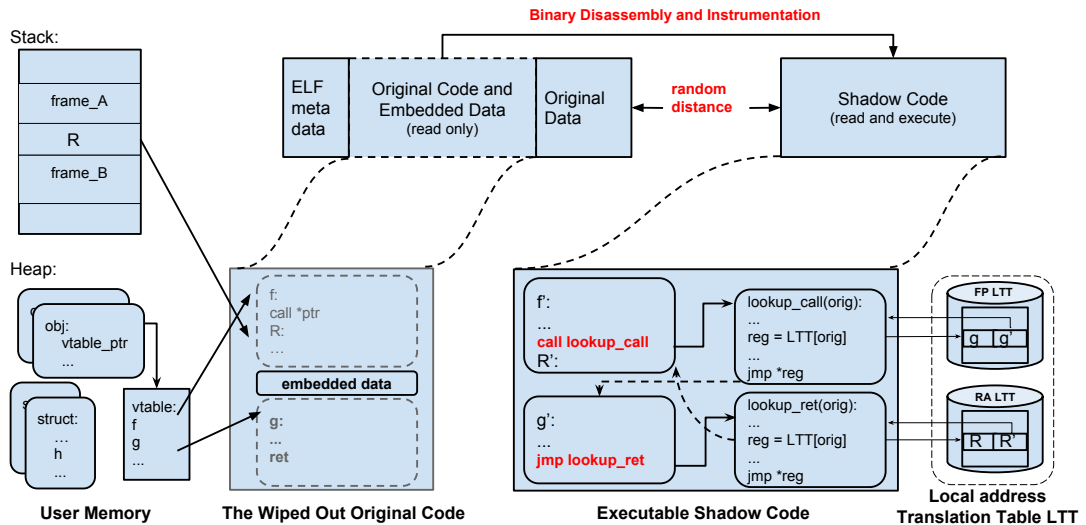 Binary Disassembly and Instrumentation
Stack:
frame_A
R
frame_B
ELF
meta
data
Original Code and
Embedded Data
(read only)
Original
Data
random
distance
Shadow Code
(read and execute)
Heap:
obj:
vtable_ptr
...
struct:
...
h
...
vtable:
f
g
...
f:
call *ptr
R:
...
embedded data
g:
...
ret
f':
...
call lookup_call
R':
g':
...
jmp lookup_ret
lookup_call(orig):
...
reg = LTT[orig]
...
jmp *reg
lookup_ret(orig):
...
reg = LTT[orig]
...
jmp *reg
FP LTT
g g'
RA LTT
R R'
User Memory
The Wiped Out Original Code
Executable Shadow Code
Local address
Translation Table LTT